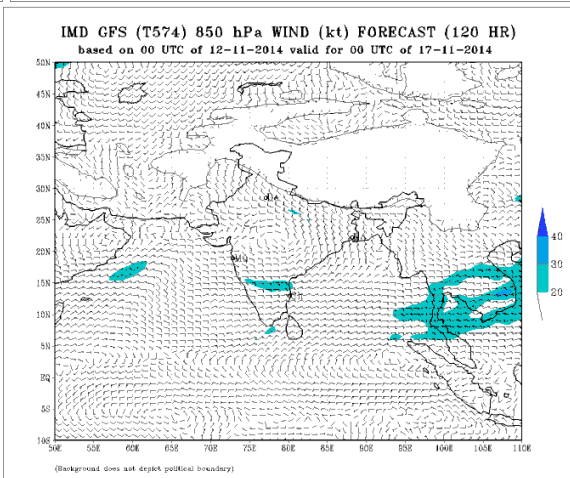 IMD GFS (T574) 850 hPa WIND (kt) FORECAST (120 HR)
based on 00 UTC of 12-11-2014 valid for 00 UTC of 17-11-2014
50N
45N
40N
35N
30N
25N
20N
15N
10N
5N
EQ
5S
10S
50E 55E 60E 65E 70E 75E 80E 85E 90E 95E 100E 105E 110E
40
30
20
(Background does not depict political boundary)